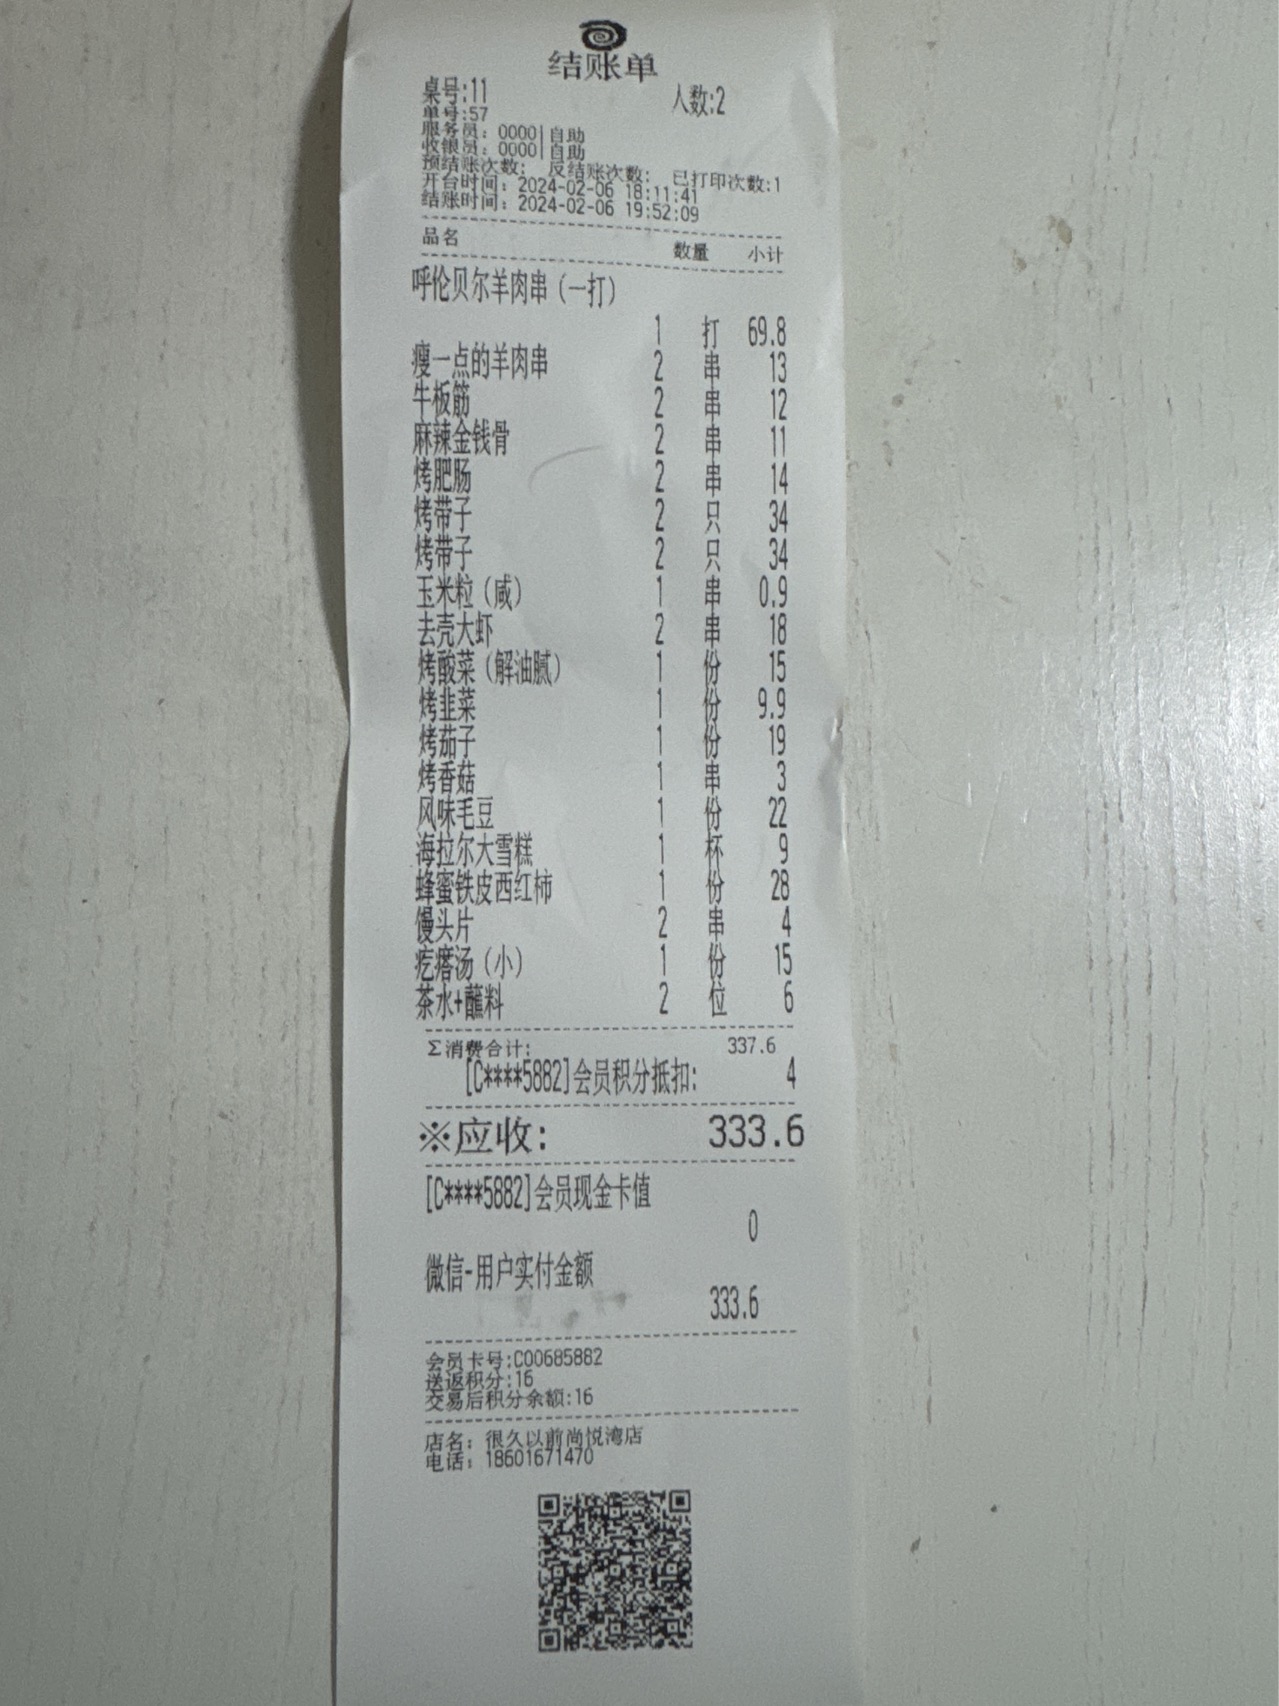 结账单
桌号:11 人数:2
单号:57
服务员: 0000|自助
收银员: 0000|自助
预结账次数: 反结账次数: 已打印次数:1
开台时间: 2024-02-06 18:11:41
结账时间: 2024-02-06 19:52:09
品名 数量 小计
呼伦贝尔羊肉串(一打)
1 打 69.8
瘦一点的羊肉串 2 串 13
牛板筋 2 串 12
麻辣金钱骨 2 串 11
烤肥肠 2 串 14
烤带子 2 只 34
烤带子 2 只 34
玉米粒(咸) 1 串 0.9
去壳大虾 2 串 18
烤酸菜(解油腻) 1 份 15
烤韭菜 1 份 9.9
烤茄子 1 份 19
烤香菇 1 串 3
风味毛豆 1 份 22
海拉尔大雪糕 1 杯 9
蜂蜜铁皮西红柿 1 份 28
馒头片 2 串 4
疙瘩汤(小) 1 份 15
茶水+蘸料 2 位 6
Σ消费合计: 337.6
[C****5882]会员积分抵扣: 4
※应收: 333.6
[C****5882]会员现金卡值
0
微信-用户实付金额
333.6
会员卡号:C00685882
送返积分:16
交易后积分余额:16
店名: 很久以前尚悦湾店
电话: 18601671470